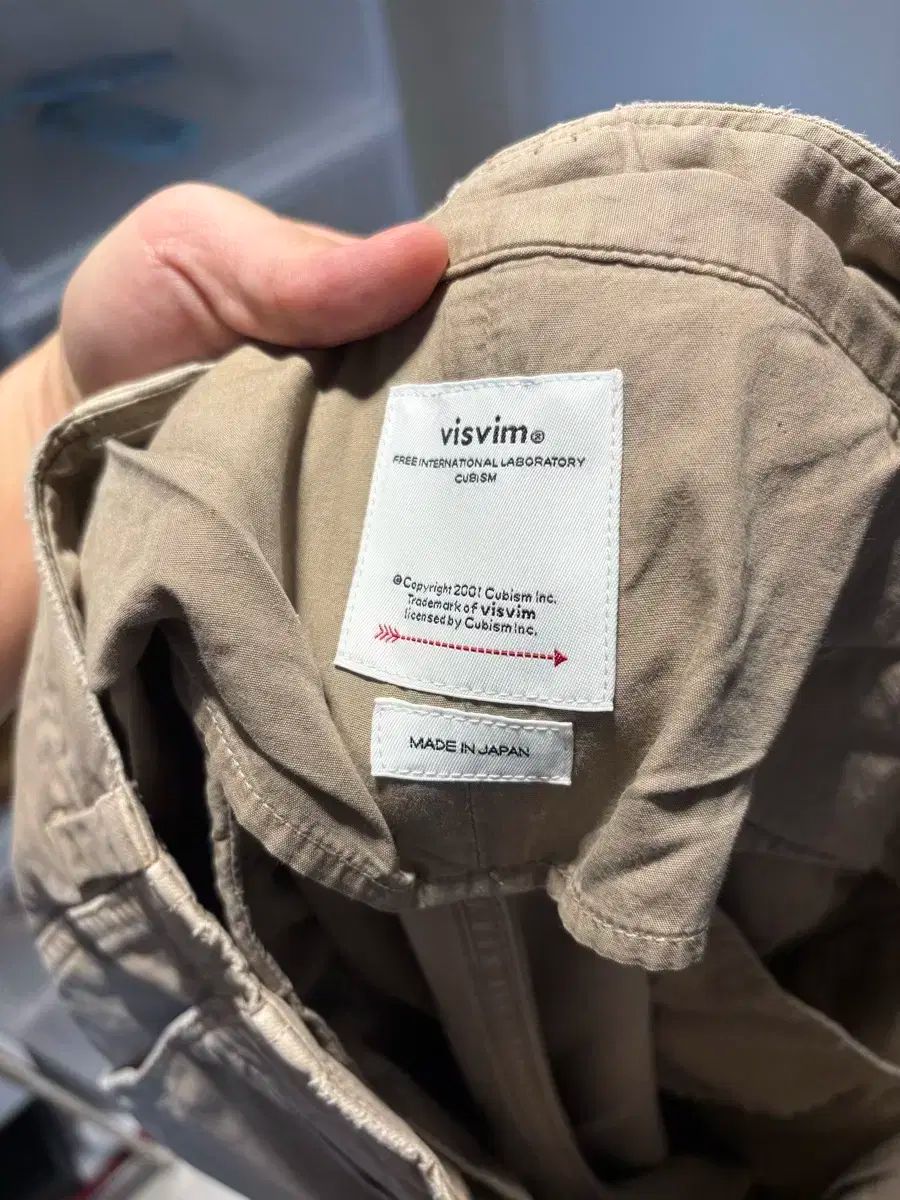 visvim®
FREE INTERNATIONAL LABORATORY
CUBISM
©Copyright 2001 Cubism Inc.
Trademark of visvim
licensed by Cubism Inc.
MADE IN JAPAN